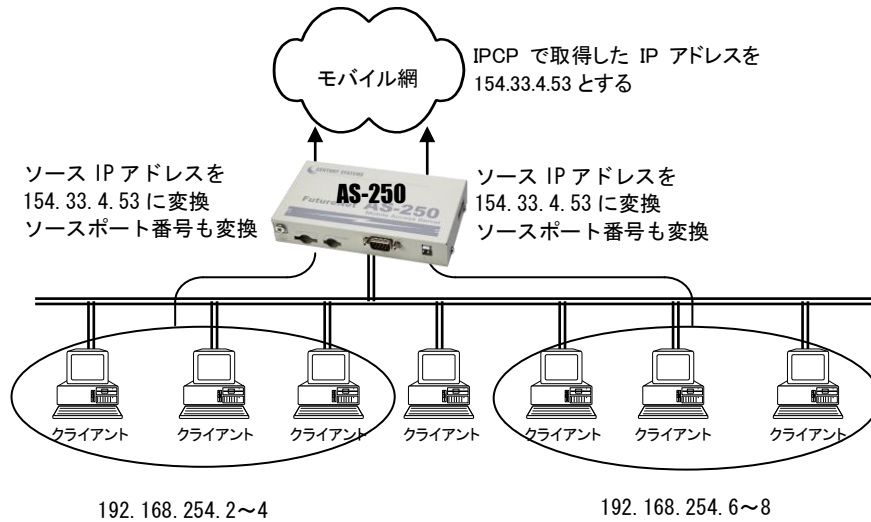 モバイル網
IPCP で取得した IP アドレスを
154.33.4.53 とする
ソース IP アドレスを
154.33.4.53 に変換
ソースポート番号も変換
AS-250
CENTURY SYSTEMS
FutureNet AS-250
Mobile Access Server
ソース IP アドレスを
154.33.4.53 に変換
ソースポート番号も変換
クライアント
クライアント
クライアント
クライアント
クライアント
クライアント
クライアント
192.168.254.2～4
192.168.254.6～8